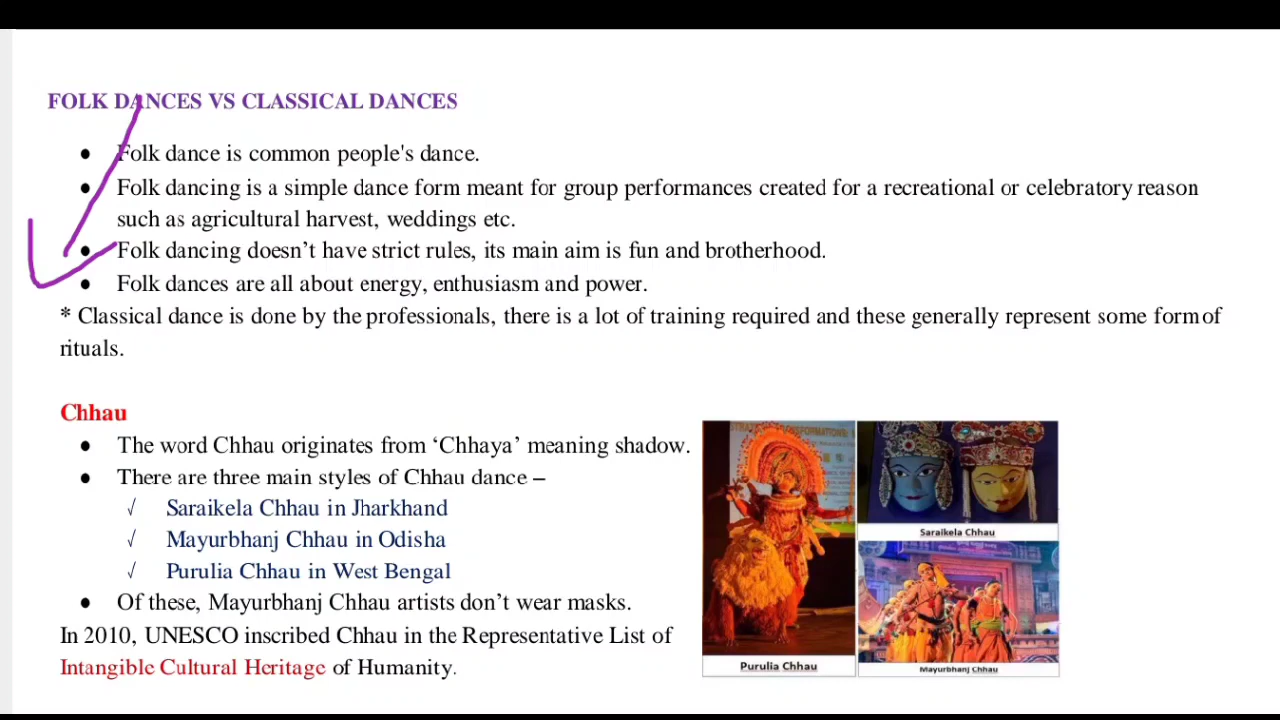 FOLK DANCES VS CLASSICAL DANCES
● Folk dance is common people's dance.
● Folk dancing is a simple dance form meant for group performances created for a recreational or celebratory reason
such as agricultural harvest, weddings etc.
● Folk dancing doesn’t have strict rules, its main aim is fun and brotherhood.
● Folk dances are all about energy, enthusiasm and power.
* Classical dance is done by the professionals, there is a lot of training required and these generally represent some form of
rituals.
Chhau
● The word Chhau originates from ‘Chhaya’ meaning shadow.
● There are three main styles of Chhau dance –
√ Saraikela Chhau in Jharkhand
√ Mayurbhanj Chhau in Odisha
√ Purulia Chhau in West Bengal
● Of these, Mayurbhanj Chhau artists don’t wear masks.
In 2010, UNESCO inscribed Chhau in the Representative List of
Intangible Cultural Heritage of Humanity.
Saraikela Chhau
Purulia Chhau
Mayurbhanj Chhau